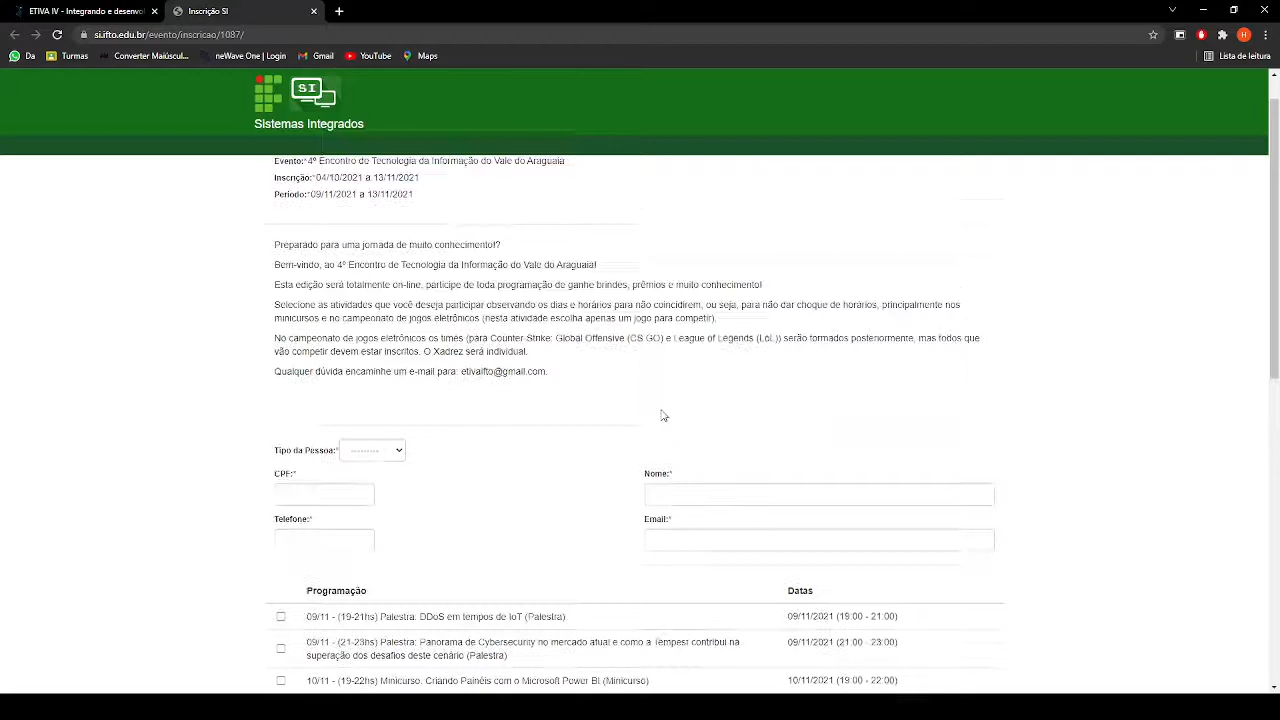 ETIVA IV - Integrando e desenvol
Inscrição SI
si.ifto.edu.br/evento/inscricao/1087/
Da
Turmas
Converter Maiúscul...
neWave One | Login
Gmail
YouTube
Maps
Lista de leitura
SI
Sistemas Integrados
Evento:*4º Encontro de Tecnologia da Informação do Vale do Araguaia
Inscrição:*04/10/2021 a 13/11/2021
Período:*09/11/2021 a 13/11/2021
Preparado para uma jornada de muito conhecimento!?
Bem-vindo, ao 4º Encontro de Tecnologia da Informação do Vale do Araguaia!
Esta edição será totalmente on-line, participe de toda programação de ganhe brindes, prêmios e muito conhecimento!
Selecione as atividades que você deseja participar observando os dias e horários para não coincidirem, ou seja, para não dar choque de horários, principalmente nos
minicursos e no campeonato de jogos eletrônicos (nesta atividade escolha apenas um jogo para competir).
No campeonato de jogos eletrônicos os times (para Counter Strike: Global Offensive (CS GO) e League of Legends (LoL)) serão formados posteriormente, mas todos que
vão competir devem estar inscritos. O Xadrez será individual.
Qualquer dúvida encaminhe um e-mail para: etivaifto@gmail.com.
Tipo da Pessoa:* ---------
CPF:*
Nome:*
Telefone:*
Email:*
Programação Datas
09/11 - (19-21hs) Palestra: DDoS em tempos de IoT (Palestra) 09/11/2021 (19:00 - 21:00)
09/11 - (21-23hs) Palestra: Panorama de Cybersecurity no mercado atual e como a Tempest contribui na 09/11/2021 (21:00 - 23:00)
superação dos desafios deste cenário (Palestra)
10/11 - (19-22hs) Minicurso: Criando Painéis com o Microsoft Power BI (Minicurso) 10/11/2021 (19:00 - 22:00)